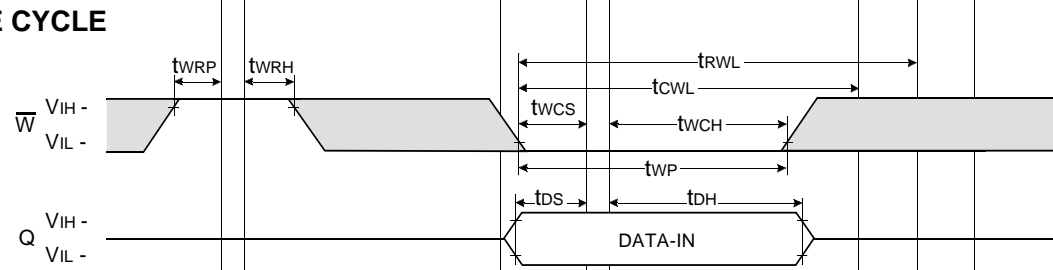 E CYCLE
tWRP
tWRH
tRWL
tCWL
tWCS
tWCH
W
VIH -
VIL -
tWP
tDS
tDH
Q
VIH -
VIL -
DATA-IN